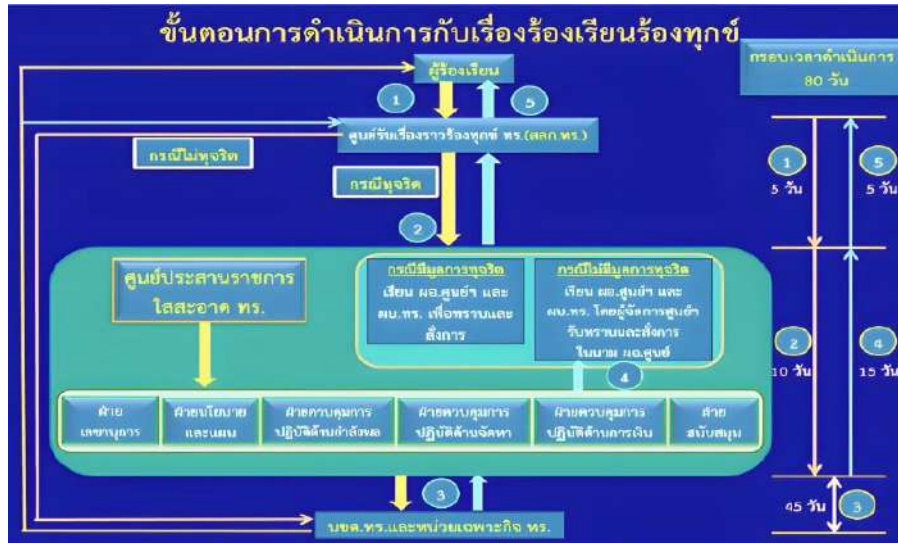 ขั้นตอนการดำเนินการกับเรื่องร้องเรียนร้องทุกข์
กรอบเวลาดำเนินการ
80 วัน
ผู้ร้องเรียน
1
5
ศูนย์รับเรื่องราวร้องทุกข์ ทร.(สลก.ทร.)
กรณีไม่ทุจริต
กรณีทุจริต
2
1
5 วัน
5
5 วัน
ศูนย์ประสานราชการ
ใสสะอาด ทร.
กรณีมีมูลการทุจริต
เรียน ผอ.ศูนย์ฯ และ
ผบ.ทร. เพื่อทราบและ
สั่งการ
กรณีไม่มีมูลการทุจริต
เรียน ผอ.ศูนย์ฯ และ
ผบ.ทร. โดยผู้จัดการศูนย์ฯ
รับทราบและสั่งการ
ในนาม ผอ.ศูนย์
4
2
10 วัน
4
15 วัน
ฝ่าย
เลขานุการ
ฝ่ายนโยบาย
และแผน
ฝ่ายควบคุมการ
ปฏิบัติด้านกำลังพล
ฝ่ายควบคุมการ
ปฏิบัติด้านจัดหา
ฝ่ายควบคุมการ
ปฏิบัติด้านการเงิน
ฝ่าย
สนับสนุน
3
นขต.ทร.และหน่วยเฉพาะกิจ ทร.
45 วัน
3